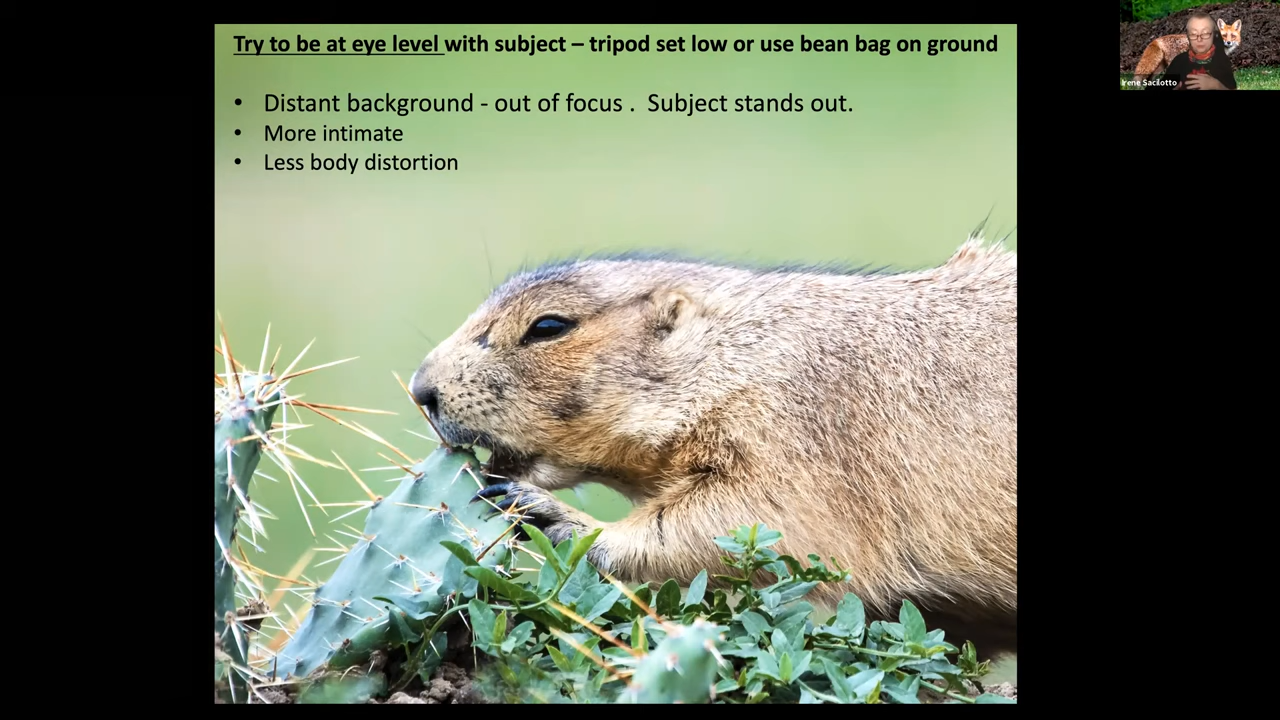 Try to be at eye level with subject – tripod set low or use bean bag on ground
• Distant background - out of focus . Subject stands out.
• More intimate
• Less body distortion
Irene Sacilotto